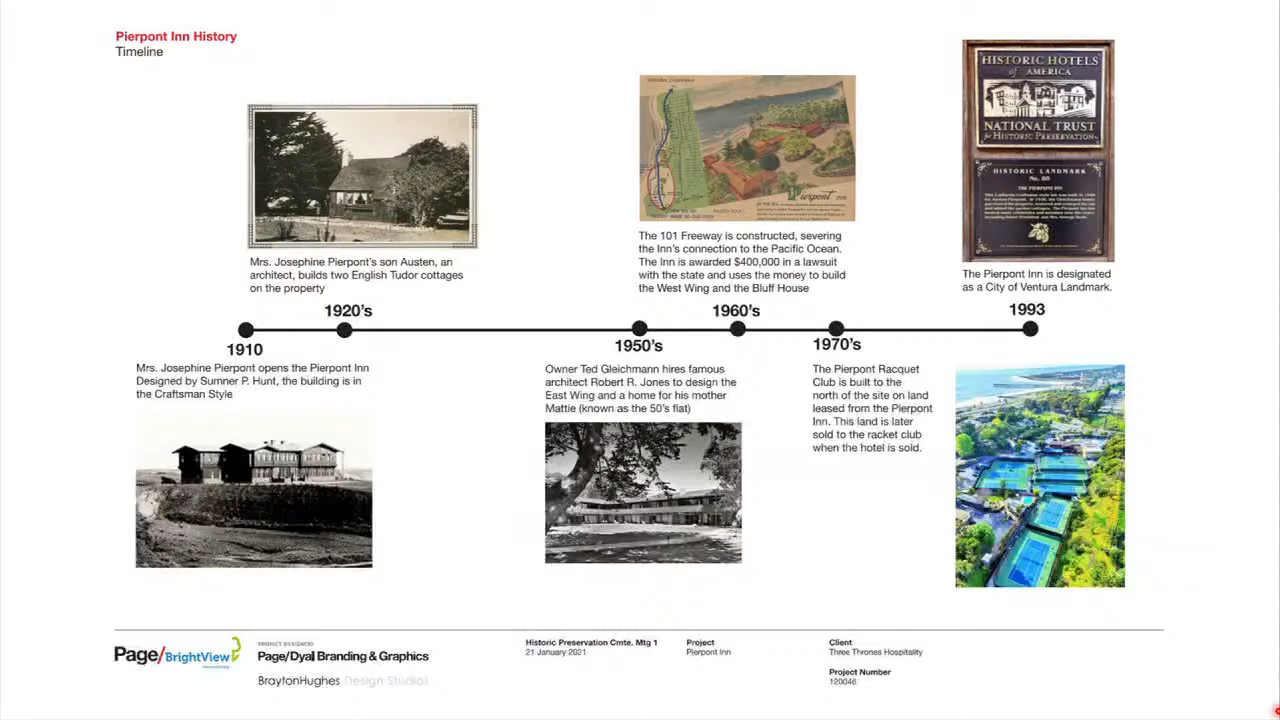 Pierpont Inn History
Timeline
VENTURA, CALIFORNIA
Pierpont INN
HISTORIC HOTELS
of AMERICA
NATIONAL TRUST
for HISTORIC PRESERVATION
HISTORIC LANDMARK
No. 80
THE PIERPONT INN
Mrs. Josephine Pierpont's son Austen, an
architect, builds two English Tudor cottages
on the property
The 101 Freeway is constructed, severing
the Inn's connection to the Pacific Ocean.
The Inn is awarded $400,000 in a lawsuit
with the state and uses the money to build
the West Wing and the Bluff House
The Pierpont Inn is designated
as a City of Ventura Landmark.
1920's
1960's
1993
1910
1950's
1970's
Mrs. Josephine Pierpont opens the Pierpont Inn
Designed by Sumner P. Hunt, the building is in
the Craftsman Style
Owner Ted Gleichmann hires famous
architect Robert R. Jones to design the
East Wing and a home for his mother
Mattie (known as the 50's flat)
The Pierpont Racquet
Club is built to the
north of the site on land
leased from the Pierpont
Inn. This land is later
sold to the racket club
when the hotel is sold.
Page/BrightView
PROJECT DESIGNERS
Page/Dyal Branding & Graphics
BraytonHughes Design Studios
Historic Preservation Cmte. Mtg 1
21 January 2021
Project
Pierpont Inn
Client
Three Thrones Hospitality
Project Number
120046